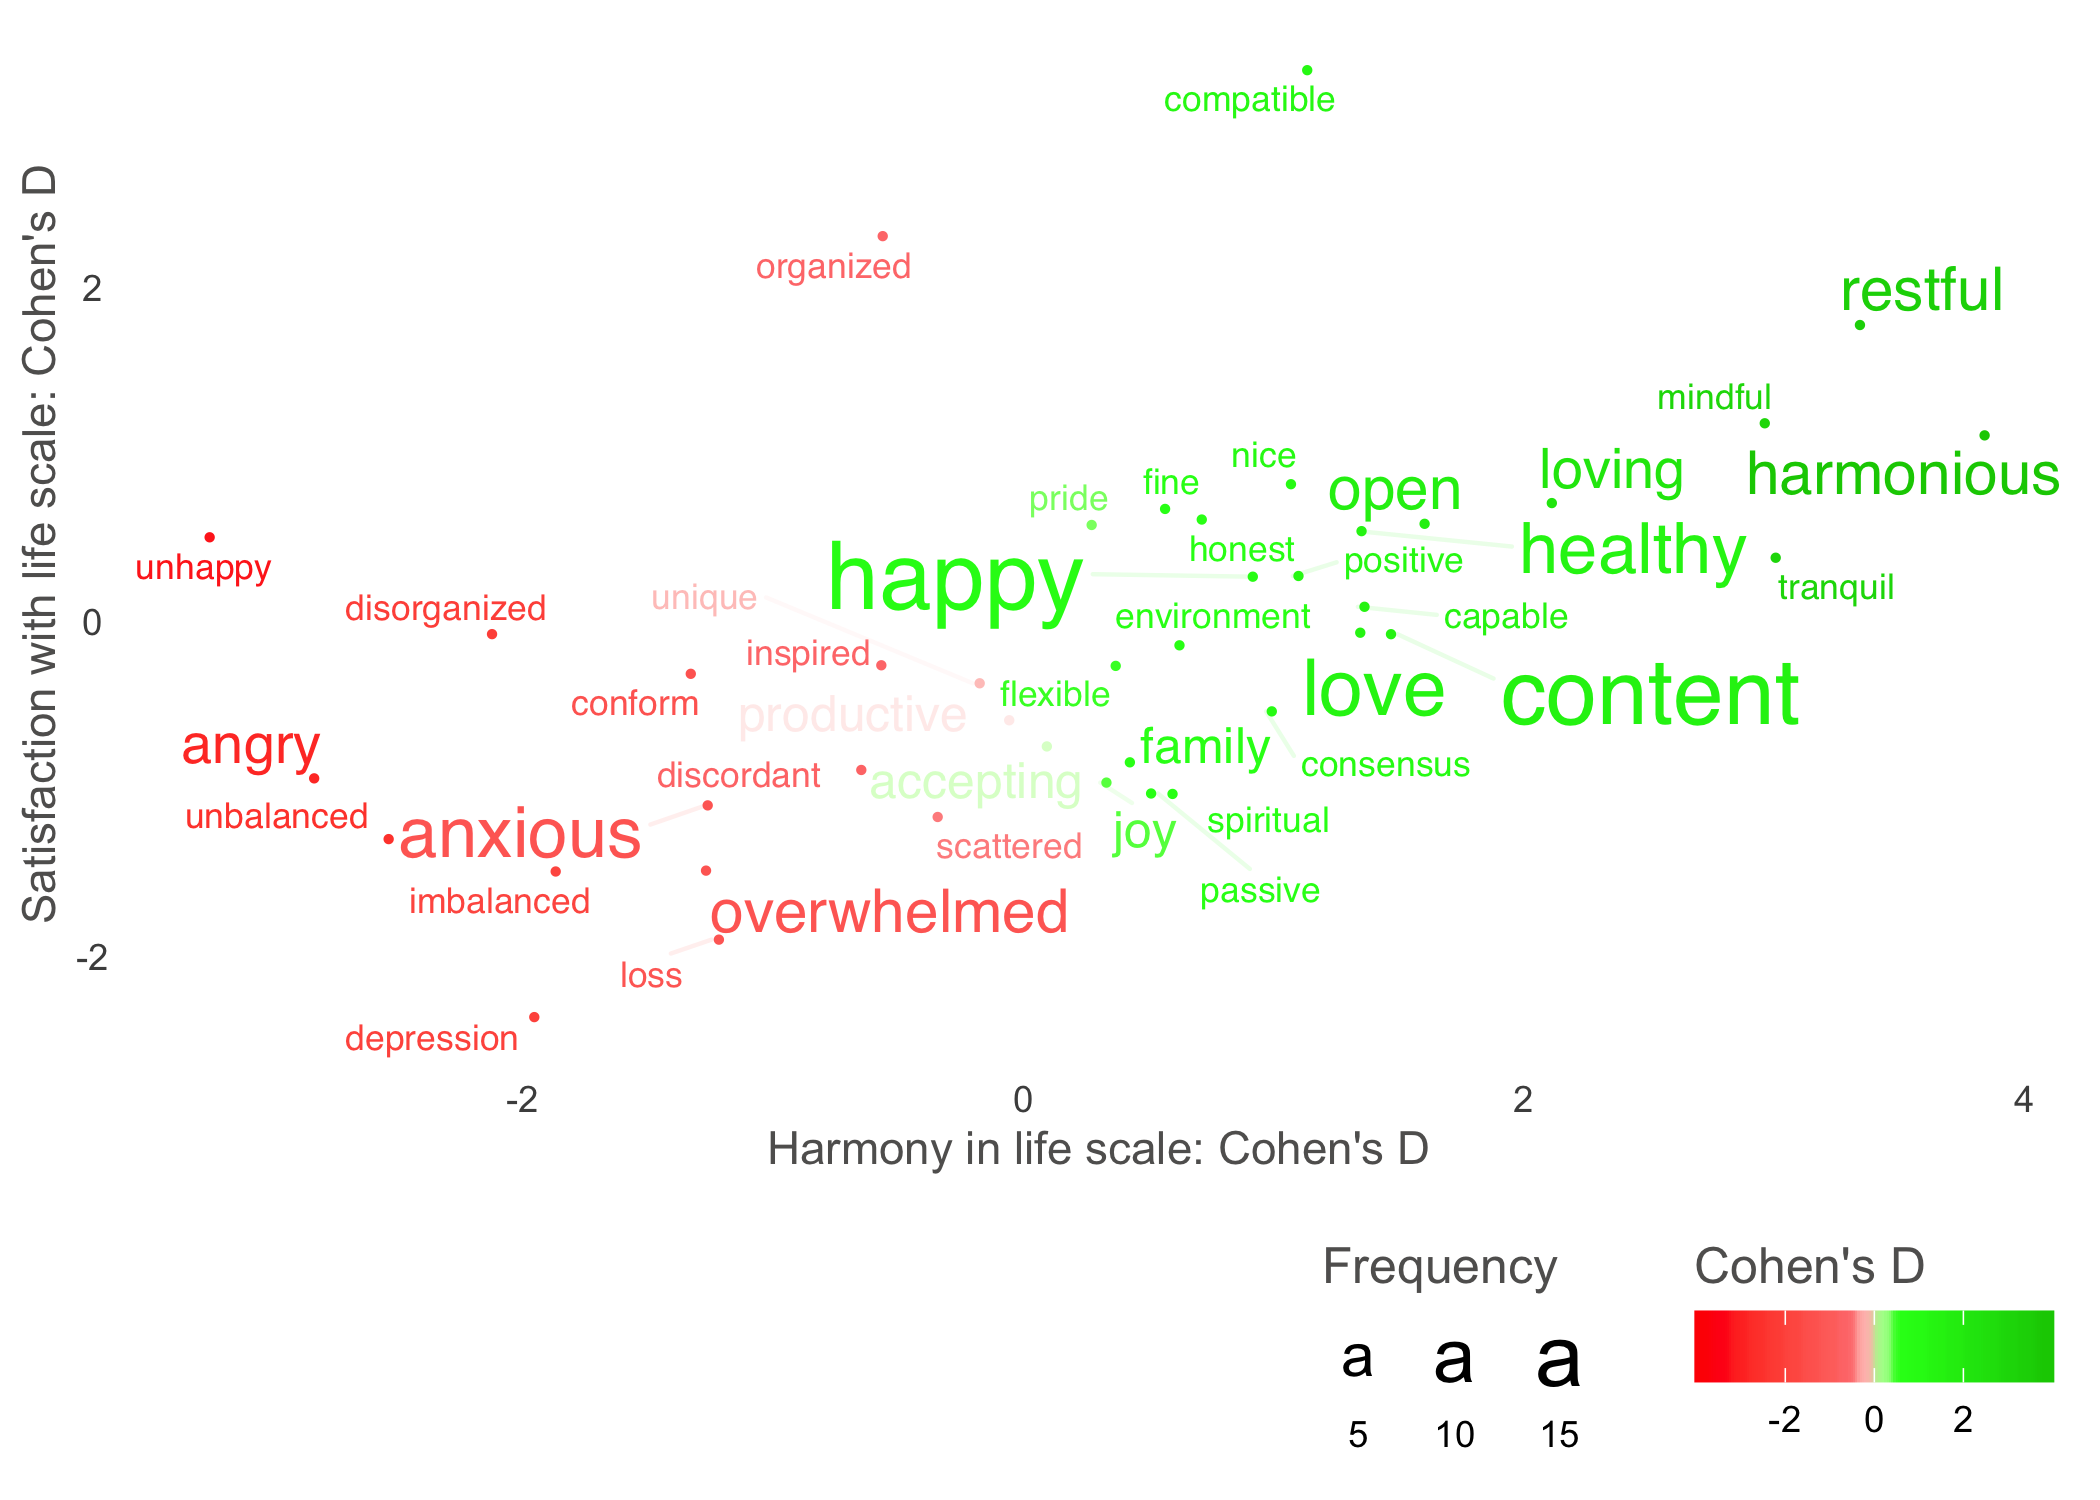 compatible
organized
2
restful
mindful
nice
loving
harmonious
fine
open
pride
honest
positive
healthy
unhappy
happy
tranquil
unique
disorganized
environment
capable
0
inspired
conform
flexible
love
content
productive
angry
family
consensus
discordant
accepting
unbalanced
anxious
joy
spiritual
scattered
imbalanced
passive
overwhelmed
-2
loss
depression
Satisfaction with life scale: Cohen's D
-2 0 2 4
Harmony in life scale: Cohen's D
Frequency
a a a
5 10 15
Cohen's D
-2 0 2